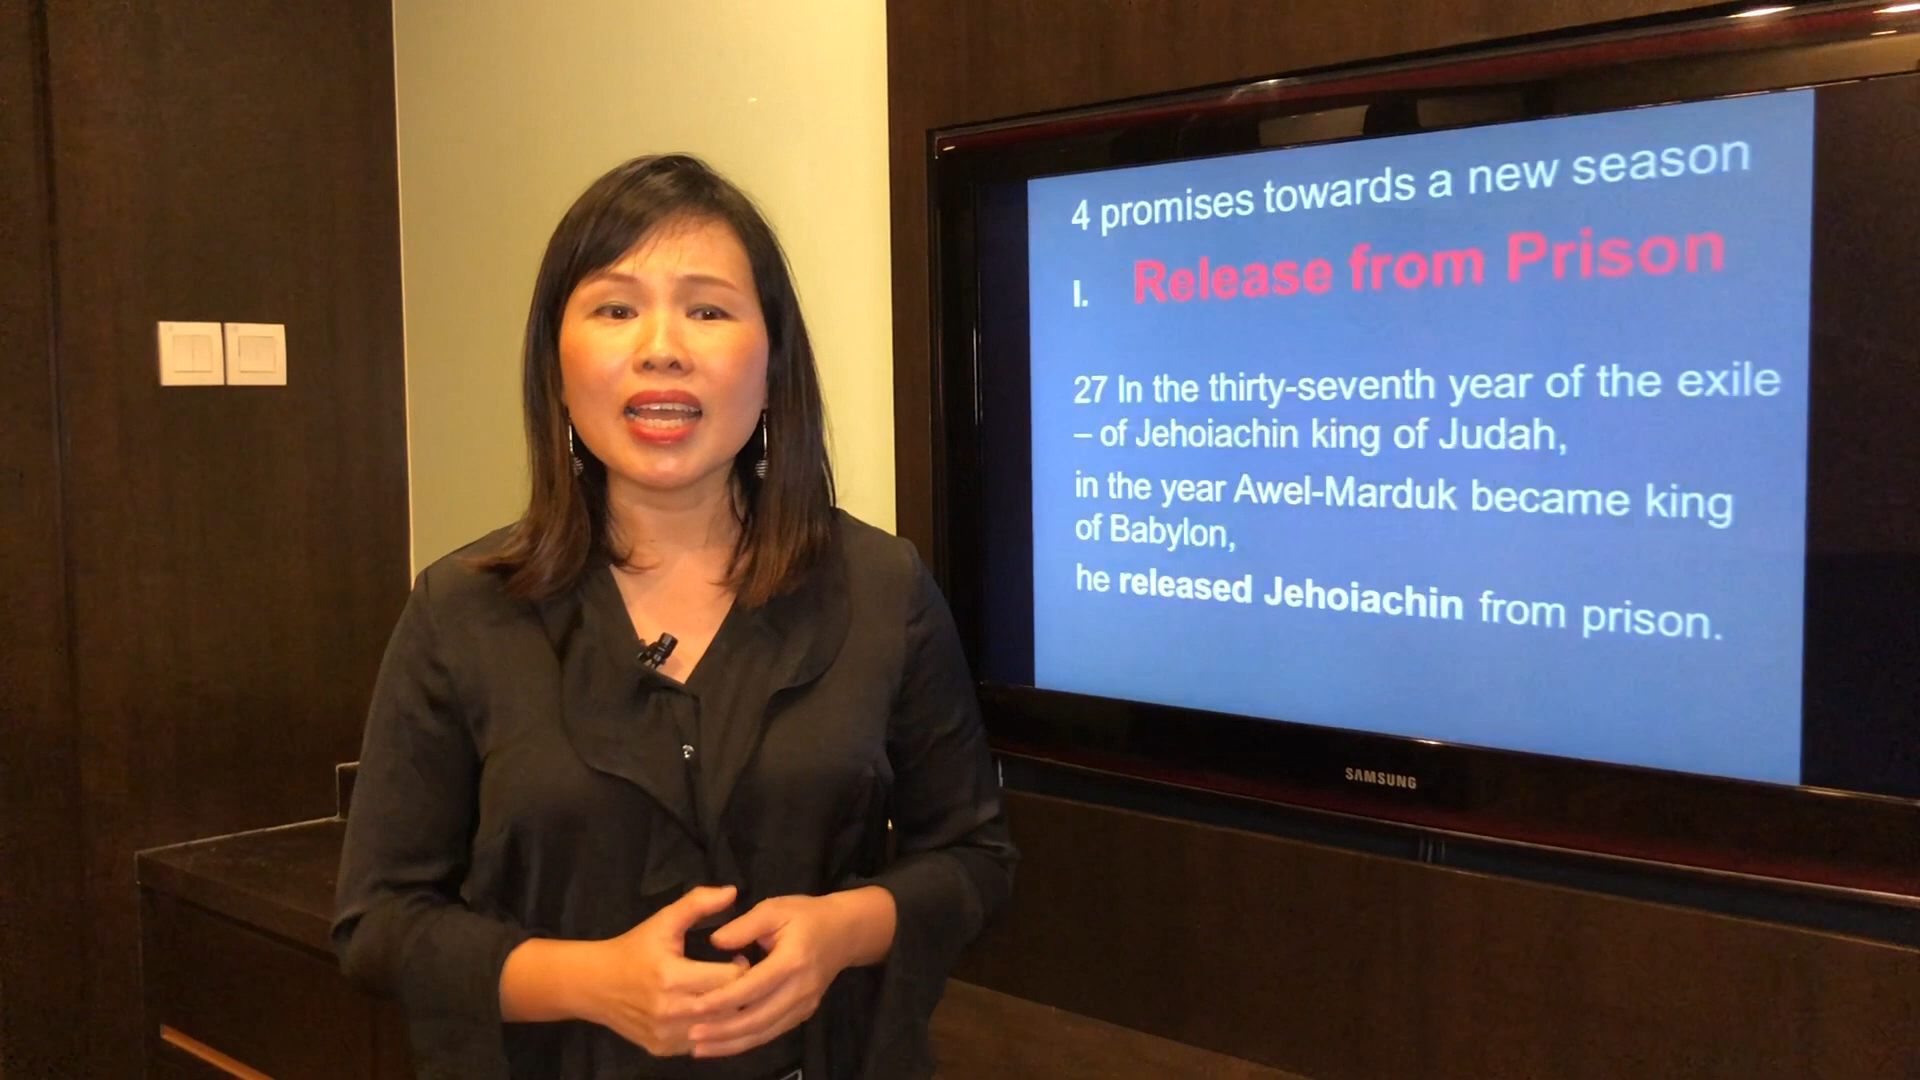 4 promises towards a new season
I. Release from Prison
27 In the thirty-seventh year of the exile
– of Jehoiachin king of Judah,
in the year Awel-Marduk became king
of Babylon,
he released Jehoiachin from prison.
SAMSUNG